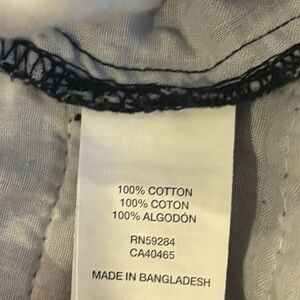 100% COTTON
100% COTON
100% ALGODÓN
RN59284
CA40465
MADE IN BANGLADESH